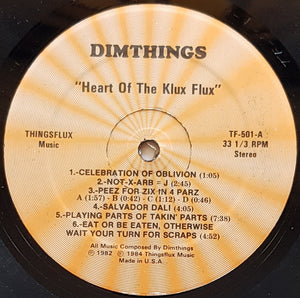 DIMTHINGS
"Heart Of The Klux Flux"
THINGSFLUX
Music
TF-501-A
33 1/3 RPM
Stereo
1.-CELEBRATION OF OBLIVION (1:52)
2.-NOT-X-ARB = J (2:45)
3.-PEEZ FOR ZIX IN 4 PARZ
A (1:57) - B (0:42) - C (1:12) - D (0:46)
4.-SALVADOR DALI (4:05)
5.-PLAYING PARTS OF TAKIN' PARTS (7:38)
6.-EAT OR BE EATEN, OTHERWISE
WAIT YOUR TURN FOR SCRAPS (4:52)
All Music Composed By Dimthings
℗ 1982 © 1984 Thingsflux Music
Made in U.S.A.